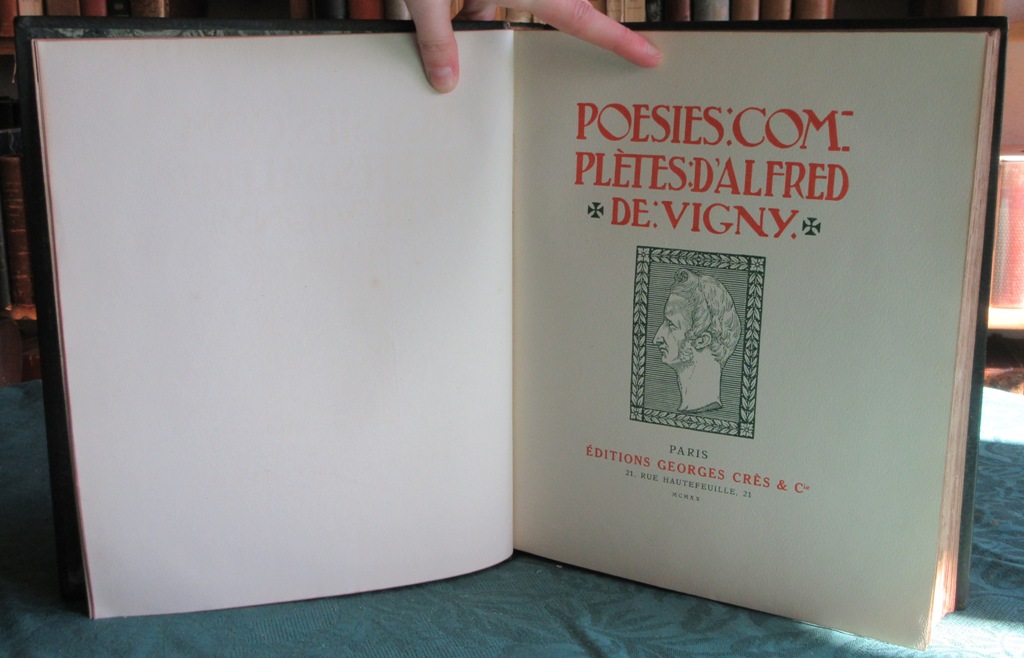 POESIES:COM-
PLÈTES:D'ALFRED
DE:VIGNY.
PARIS
ÉDITIONS GEORGES CRÈS & Cie
21, RUE HAUTEFEUILLE, 21
MCMXX